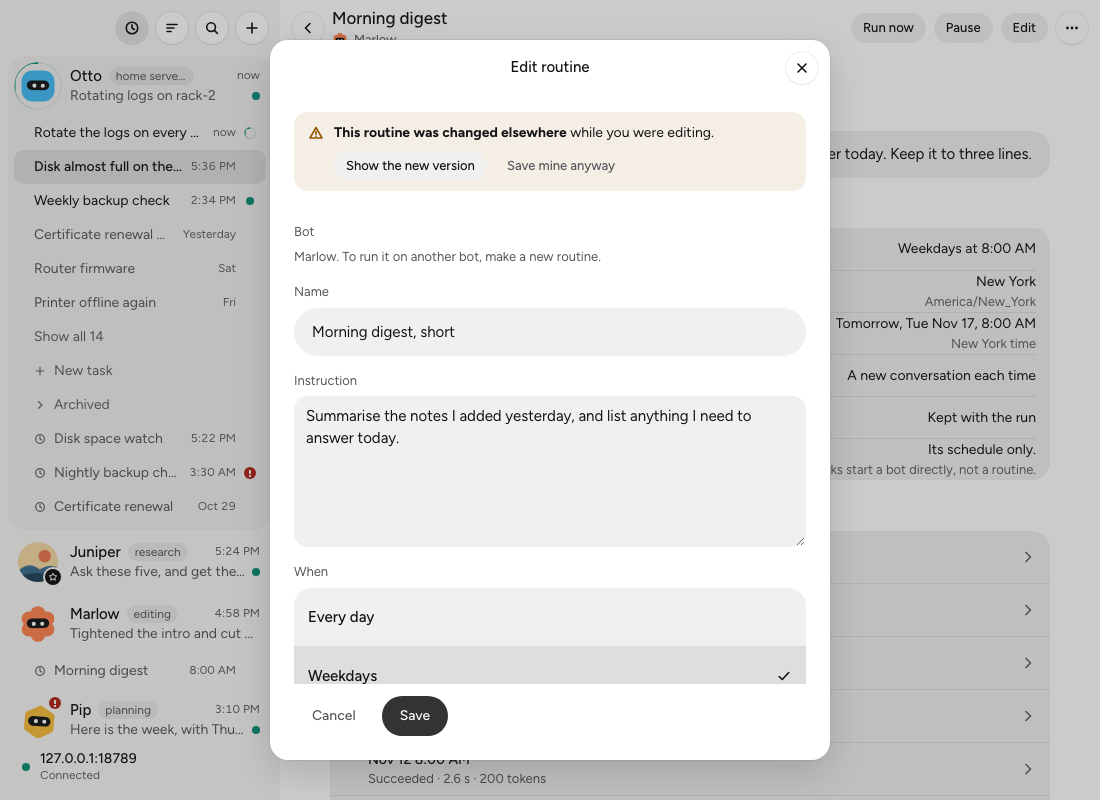 Otto
home serve...
now
Rotating logs on rack-2
Rotate the logs on every ...
now
Disk almost full on the...
5:36 PM
Weekly backup check
2:34 PM
Certificate renewal ...
Yesterday
Router firmware
Sat
Printer offline again
Fri
Show all 14
New task
Archived
Disk space watch
5:22 PM
Nightly backup ch...
3:30 AM
Certificate renewal
Oct 29
Juniper
research
5:24 PM
Ask these five, and get the...
Marlow
editing
4:58 PM
Tightened the intro and cut ...
Morning digest
8:00 AM
Pip
planning
3:10 PM
Here is the week, with Thu...
127.0.0.1:18789
Connected
Morning digest
Marlow
Run now
Pause
Edit
Edit routine
This routine was changed elsewhere while you were editing.
Show the new version
Save mine anyway
Bot
Marlow. To run it on another bot, make a new routine.
Name
Morning digest, short
Instruction
Summarise the notes I added yesterday, and list anything I need to
answer today.
When
Every day
Weekdays
Cancel
Save
er today. Keep it to three lines.
Weekdays at 8:00 AM
New York
America/New_York
Tomorrow, Tue Nov 17, 8:00 AM
New York time
A new conversation each time
Kept with the run
Its schedule only.
ks start a bot directly, not a routine.
Nov 12 8:00 AM
Succeeded · 2.6 s · 200 tokens